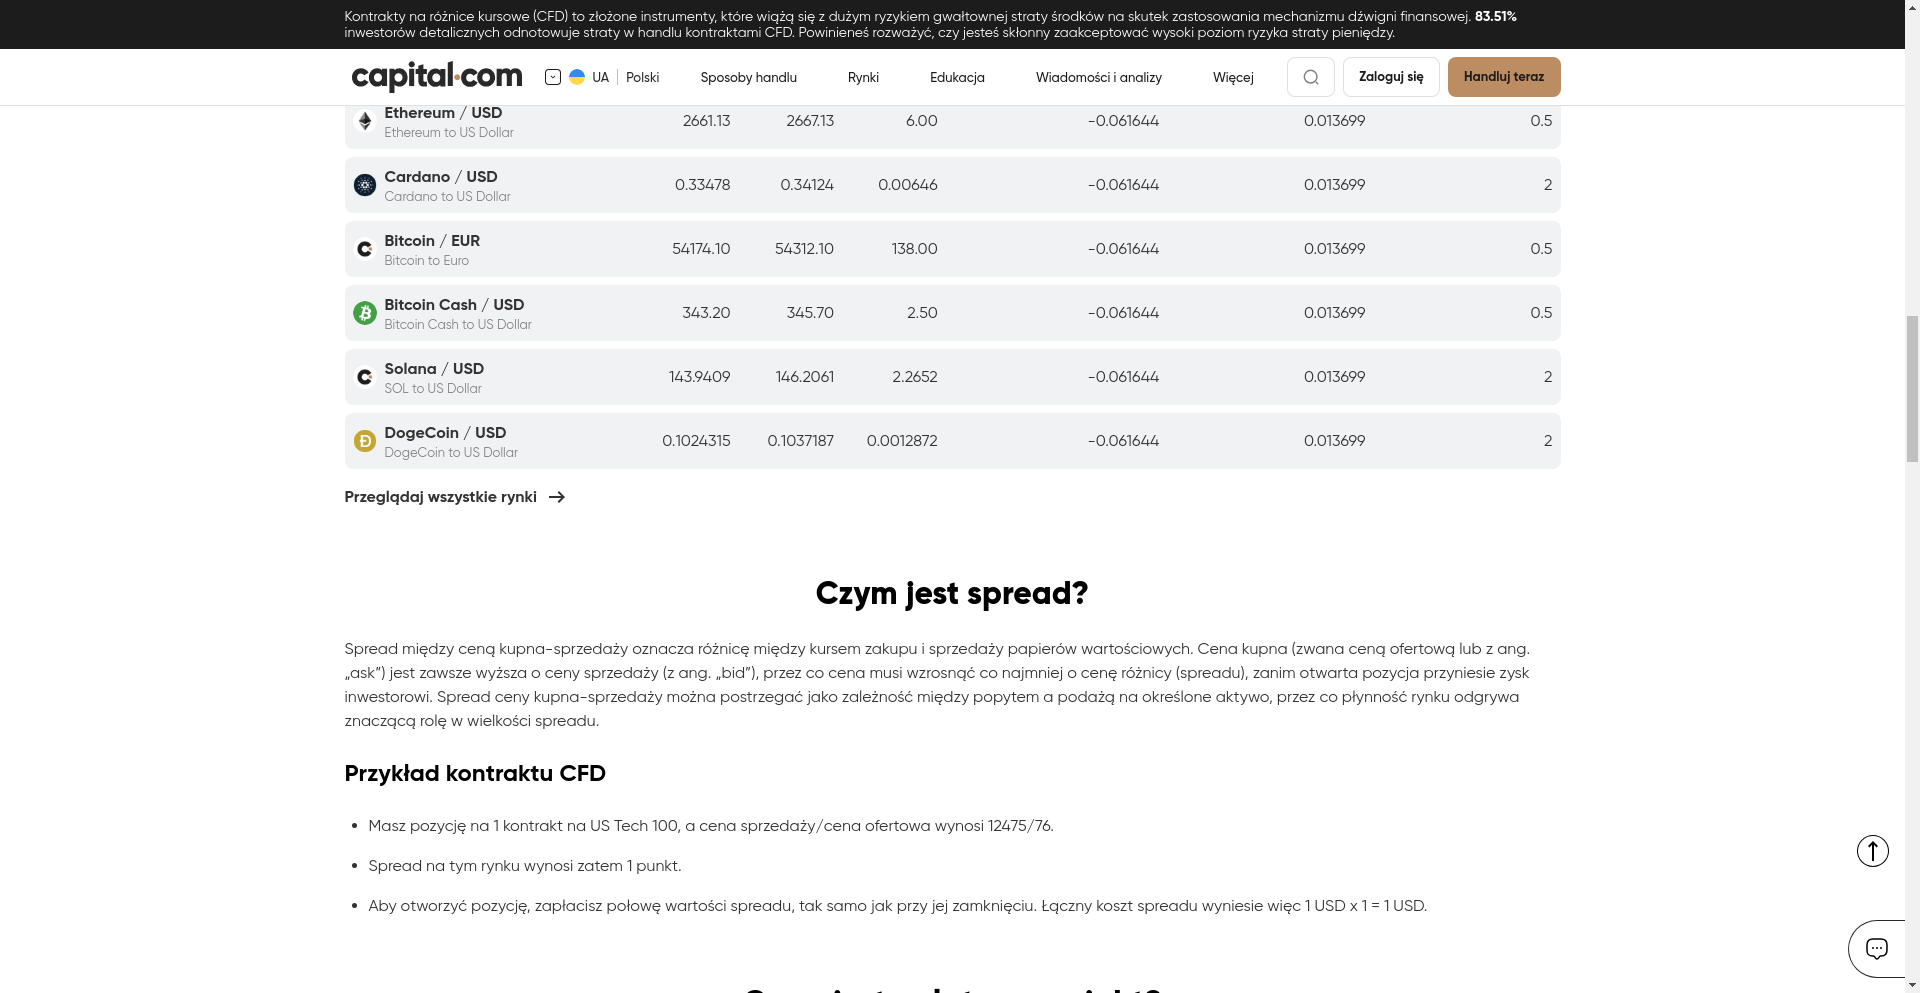 Kontrakty na różnice kursowe (CFD) to złożone instrumenty, które wiążą się z dużym ryzykiem gwałtownej straty środków na skutek zastosowania mechanizmu dźwigni finansowej. 83.51%
inwestorów detalicznych odnotowuje straty w handlu kontraktami CFD. Powinieneś rozważyć, czy jesteś skłonny zaakceptować wysoki poziom ryzyka straty pieniędzy.
capital.com UA Polski Sposoby handlu Rynki Edukacja Wiadomości i analizy Więcej Zaloguj się Handluj teraz
Ethereum / USD
Ethereum to US Dollar
2661.13 2667.13 6.00 -0.061644 0.013699 0.5
Cardano / USD
Cardano to US Dollar
0.33478 0.34124 0.00646 -0.061644 0.013699 2
Bitcoin / EUR
Bitcoin to Euro
54174.10 54312.10 138.00 -0.061644 0.013699 0.5
Bitcoin Cash / USD
Bitcoin Cash to US Dollar
343.20 345.70 2.50 -0.061644 0.013699 0.5
Solana / USD
SOL to US Dollar
143.9409 146.2061 2.2652 -0.061644 0.013699 2
DogeCoin / USD
DogeCoin to US Dollar
0.1024315 0.1037187 0.0012872 -0.061644 0.013699 2
Przeglądaj wszystkie rynki
Czym jest spread?
Spread między ceną kupna-sprzedaży oznacza różnicę między kursem zakupu i sprzedaży papierów wartościowych. Cena kupna (zwana ceną ofertową lub z ang.
„ask”) jest zawsze wyższa o ceny sprzedaży (z ang. „bid”), przez co cena musi wzrosnąć co najmniej o cenę różnicy (spreadu), zanim otwarta pozycja przyniesie zysk
inwestorowi. Spread ceny kupna-sprzedaży można postrzegać jako zależność między popytem a podażą na określone aktywo, przez co płynność rynku odgrywa
znaczącą rolę w wielkości spreadu.
Przykład kontraktu CFD
Masz pozycję na 1 kontrakt na US Tech 100, a cena sprzedaży/cena ofertowa wynosi 12475/76.
Spread na tym rynku wynosi zatem 1 punkt.
Aby otworzyć pozycję, zapłacisz połowę wartości spreadu, tak samo jak przy jej zamknięciu. Łączny koszt spreadu wyniesie więc 1 USD x 1 = 1 USD.